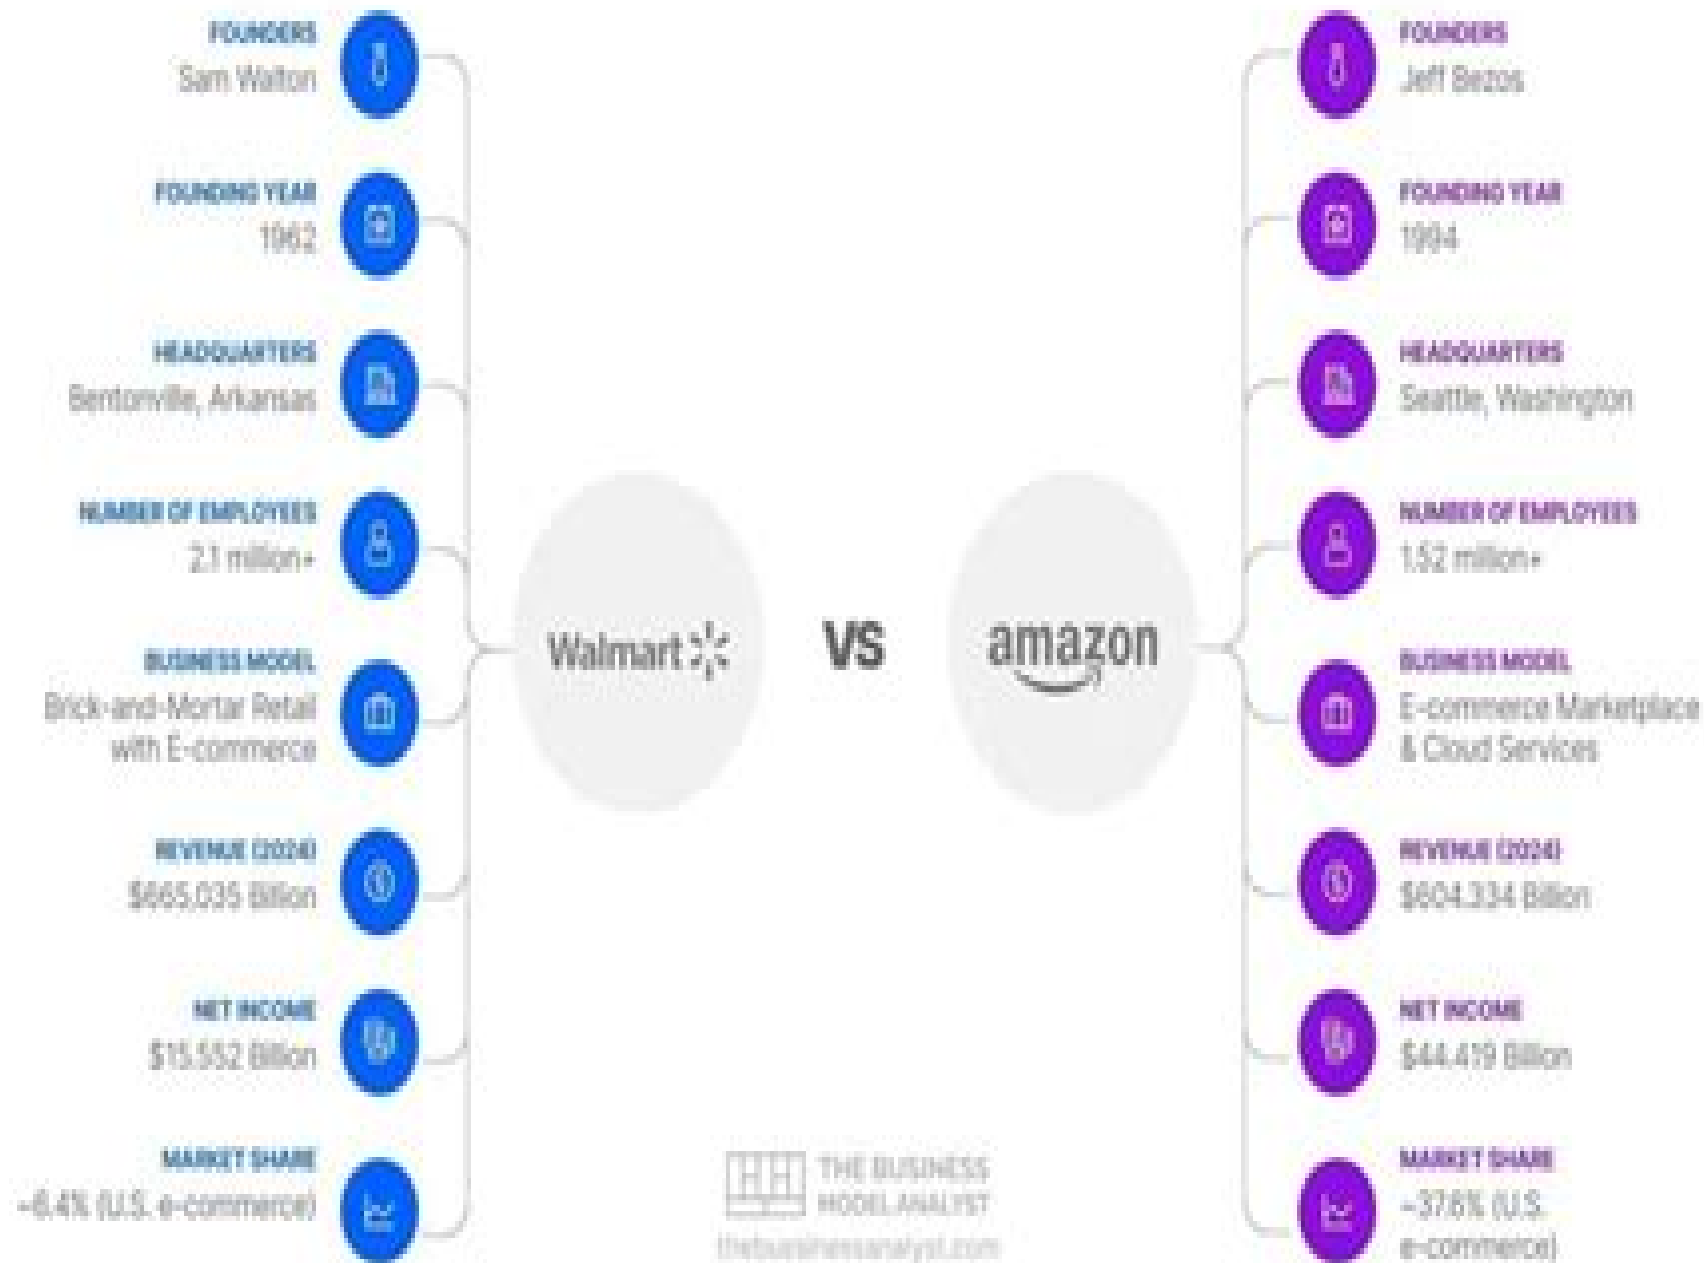 FOUNDERS
Sam Walton
FOUNDING YEAR
1962
HEADQUARTERS
Bentonville, Arkansas
NUMBER OF EMPLOYEES
2.1 million+
BUSINESS MODEL
Brick-and-Mortar Retail
with E-commerce
REVENUE (2024)
$665,035 Billion
NET INCOME
$15.552 Billion
MARKET SHARE
~6.4% (U.S. e-commerce)
Walmart
VS
amazon
FOUNDERS
Jeff Bezos
FOUNDING YEAR
1994
HEADQUARTERS
Seattle, Washington
NUMBER OF EMPLOYEES
1.52 million+
BUSINESS MODEL
E-commerce Marketplace
& Cloud Services
REVENUE (2024)
$604.334 Billion
NET INCOME
$44.419 Billion
MARKET SHARE
~37.6% (U.S.
e-commerce)
THE BUSINESS
MODEL ANALYST